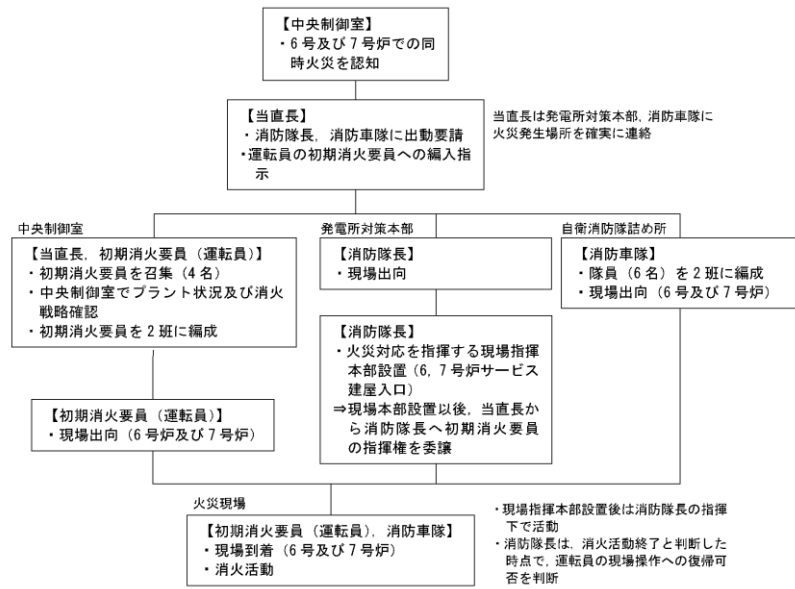 【中央制御室】
・6号及び7号炉での同
時火災を認知
【当直長】
・消防隊長，消防車隊に出動要請
・運転員の初期消火要員への編入指
示
当直長は発電所対策本部，消防車隊に
火災発生場所を確実に連絡
中央制御室
【当直長，初期消火要員（運転員）】
・初期消火要員を召集（4名）
・中央制御室でプラント状況及び消火
戦略確認
・初期消火要員を2班に編成
発電所対策本部
【消防隊長】
・現場出向
自衛消防隊詰め所
【消防車隊】
・隊員（6名）を2班に編成
・現場出向（6号及び7号炉）
【消防隊長】
・火災対応を指揮する現場指揮
本部設置（6，7号炉サービス
建屋入口）
⇒現場本部設置以後，当直長か
ら消防隊長へ初期消火要員
の指揮権を委譲
【初期消火要員（運転員）】
・現場出向（6号炉及び7号炉）
火災現場
【初期消火要員（運転員），消防車隊】
・現場到着（6号及び7号炉）
・消火活動
・現場指揮本部設置後は消防隊長の指揮
下で活動
・消防隊長は，消火活動終了と判断した
時点で，運転員の現場操作への復帰可
否を判断